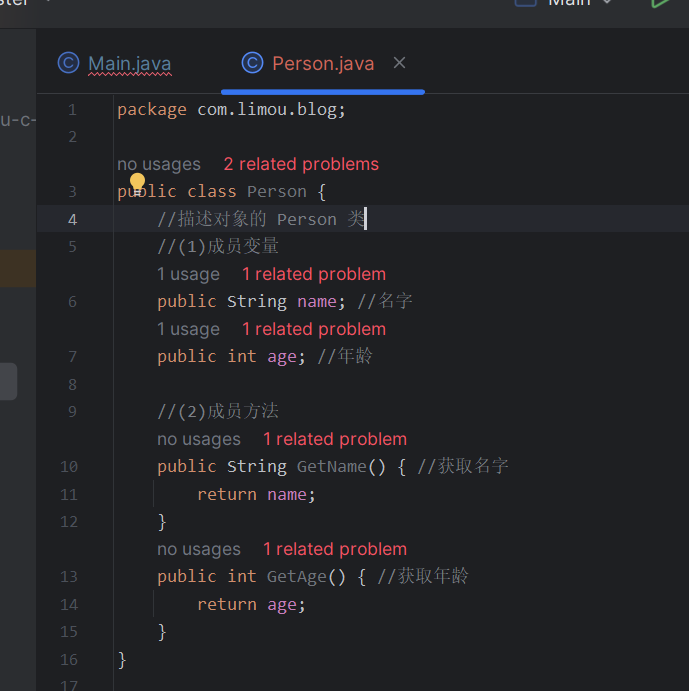 Main
Main.java
Person.java
u-c-
1 package com.limou.blog;
2
no usages 2 related problems
3 public class Person {
4 //描述对象的 Person 类
5 //(1)成员变量
1 usage 1 related problem
6 public String name; //名字
1 usage 1 related problem
7 public int age; //年龄
8
9 //(2)成员方法
no usages 1 related problem
10 public String GetName() { //获取名字
11 return name;
12 }
no usages 1 related problem
13 public int GetAge() { //获取年龄
14 return age;
15 }
16 }
17